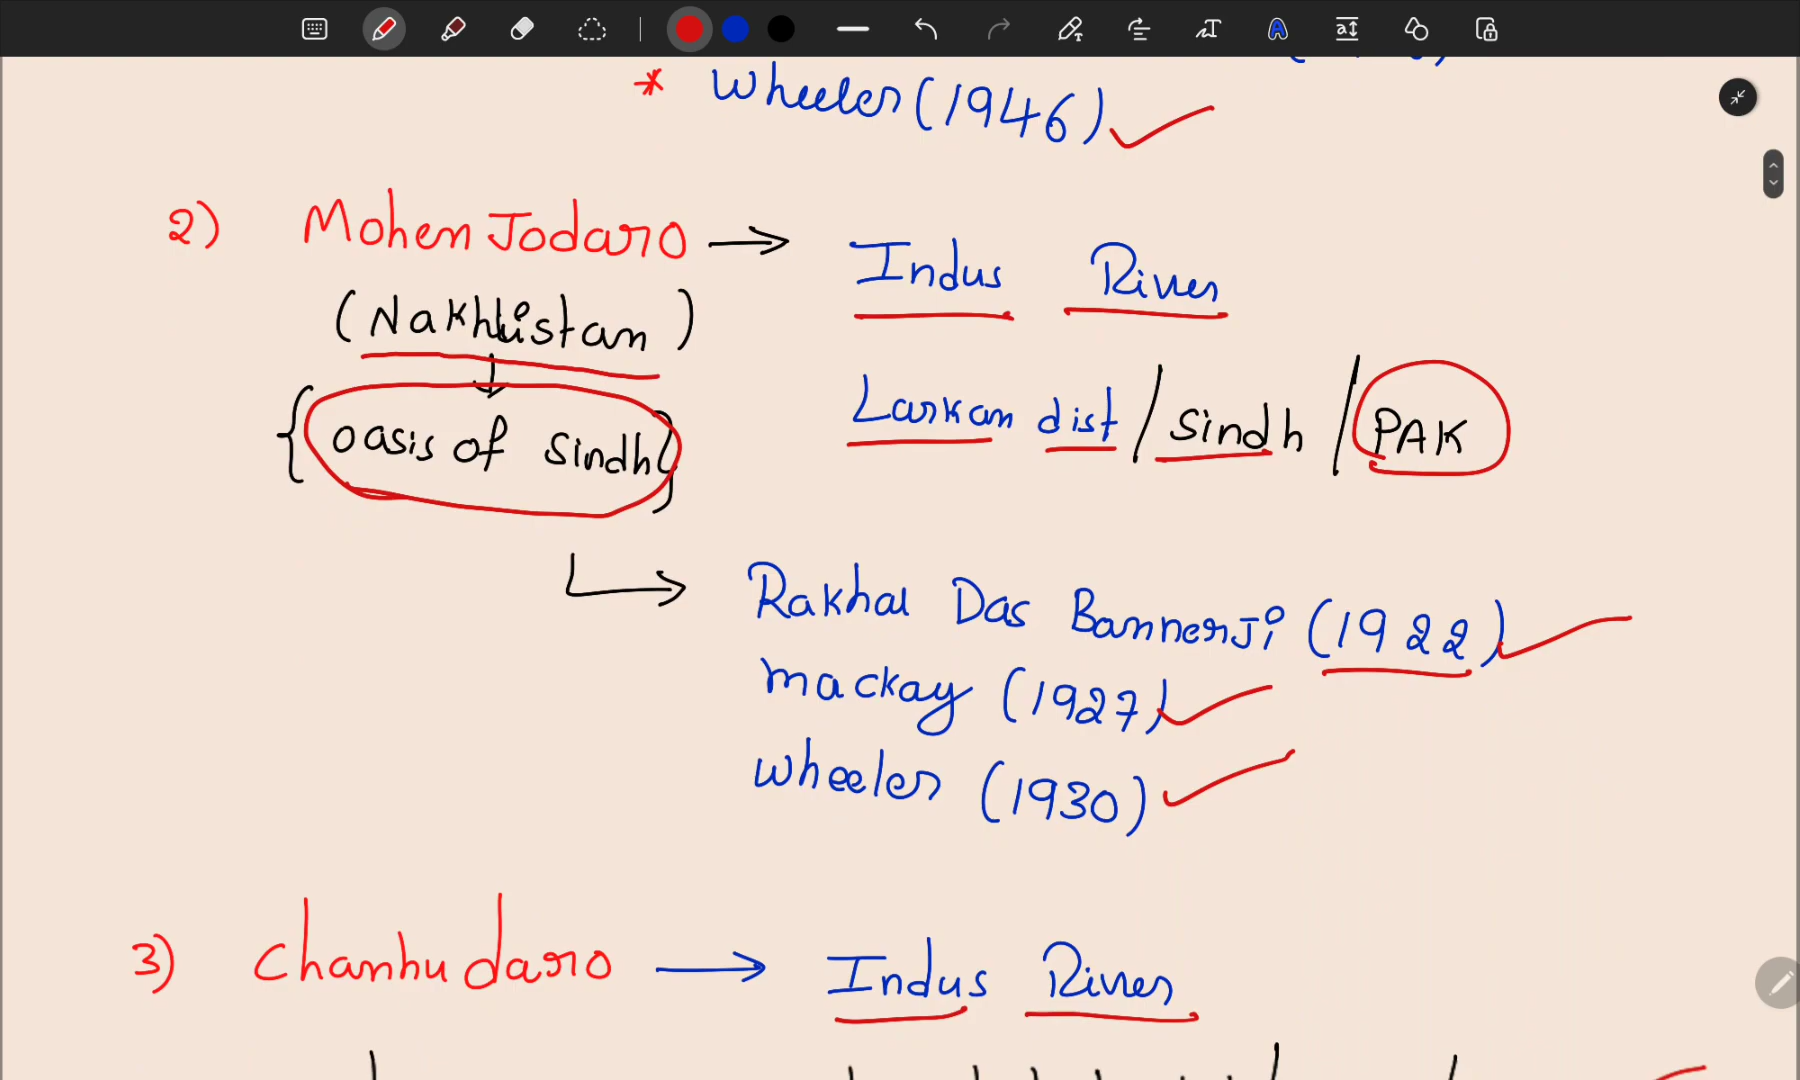 * Wheeler (1946)
2) Mohen Jodaro → Indus River
(Nakhlistan)
{oasis of Sindh}
Larkan dist / Sindh / PAK
Rakhal Das Bannerji (1922)
mackay (1927)
wheeler (1930)
3) Chanhudaro → Indus River